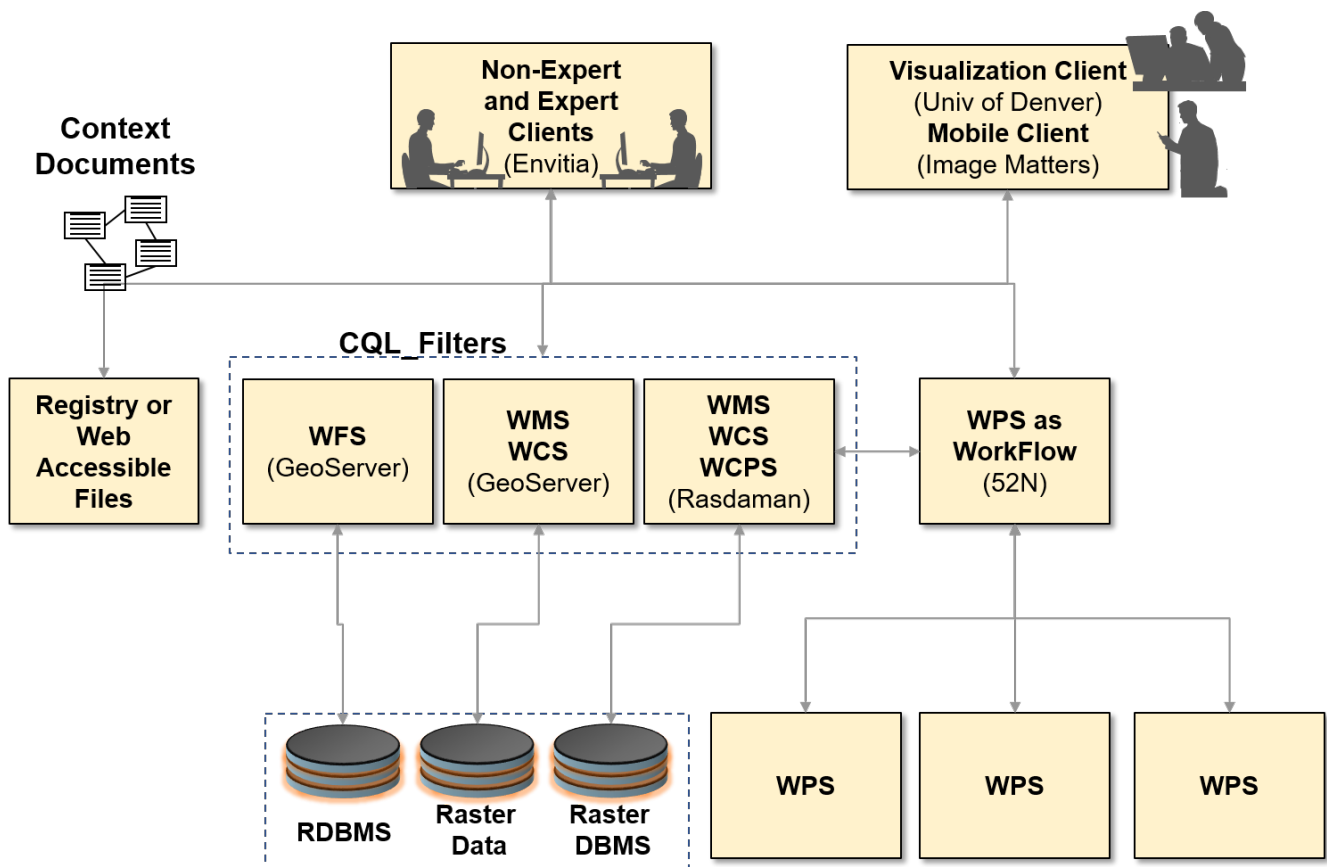 Non-Expert
and Expert
Clients
(Envitia)
Visualization Client
(Univ of Denver)
Mobile Client
(Image Matters)
Context
Documents
CQL_Filters
Registry or
Web
Accessible
Files
WFS
(GeoServer)
WMS
WCS
(GeoServer)
WMS
WCS
WCPS
(Rasdaman)
WPS as
WorkFlow
(52N)
RDBMS
Raster
Data
Raster
DBMS
WPS
WPS
WPS